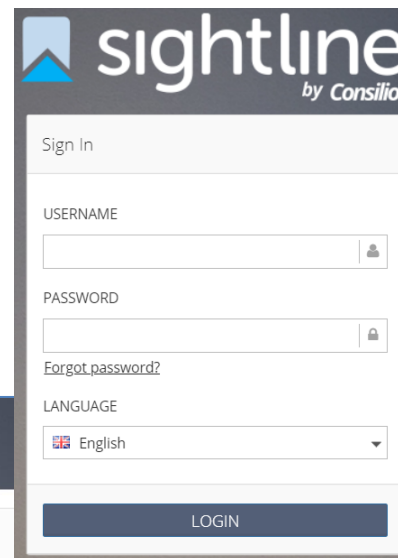 sightline
by Consilio
Sign In
USERNAME
PASSWORD
Forgot password?
LANGUAGE
English
LOGIN